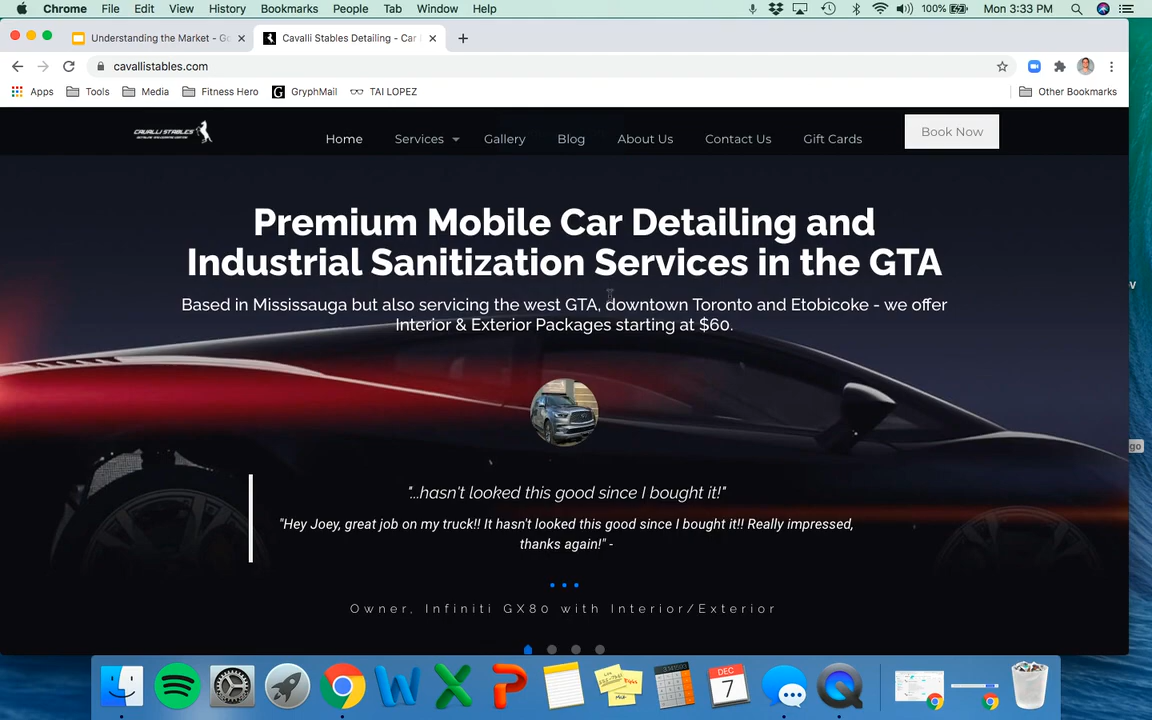 Chrome File Edit View History Bookmarks People Tab Window Help 100% Mon 3:33 PM
Understanding the Market - Go
Cavalli Stables Detailing - Car
cavallistables.com
Apps Tools Media Fitness Hero G GryphMail TAI LOPEZ Other Bookmarks
CAVALLI STABLES
Home Services Gallery Blog About Us Contact Us Gift Cards Book Now
Premium Mobile Car Detailing and
Industrial Sanitization Services in the GTA
Based in Mississauga but also servicing the west GTA, downtown Toronto and Etobicoke - we offer
Interior & Exterior Packages starting at $60.
"...hasn't looked this good since I bought it!"
"Hey Joey, great job on my truck!! It hasn't looked this good since I bought it!! Really impressed,
thanks again!" -
Owner, Infiniti GX80 with Interior/Exterior
DEC
7